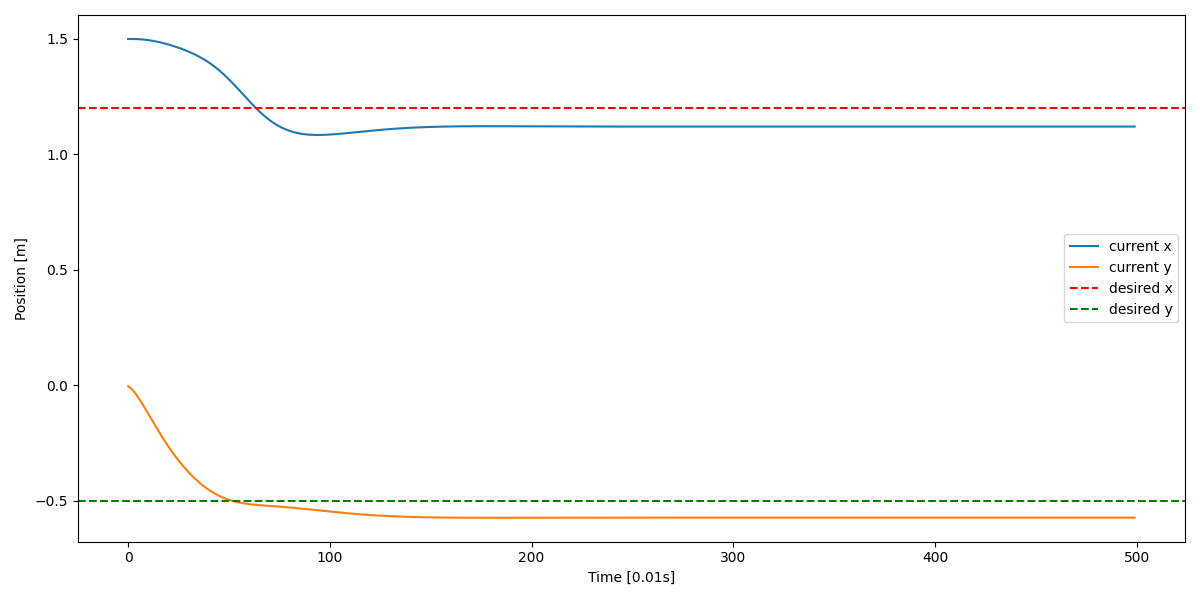 1.5
1.0
0.5
0.0
−0.5
Position [m]
0
100
200
300
400
500
Time [0.01s]
current x
current y
desired x
desired y